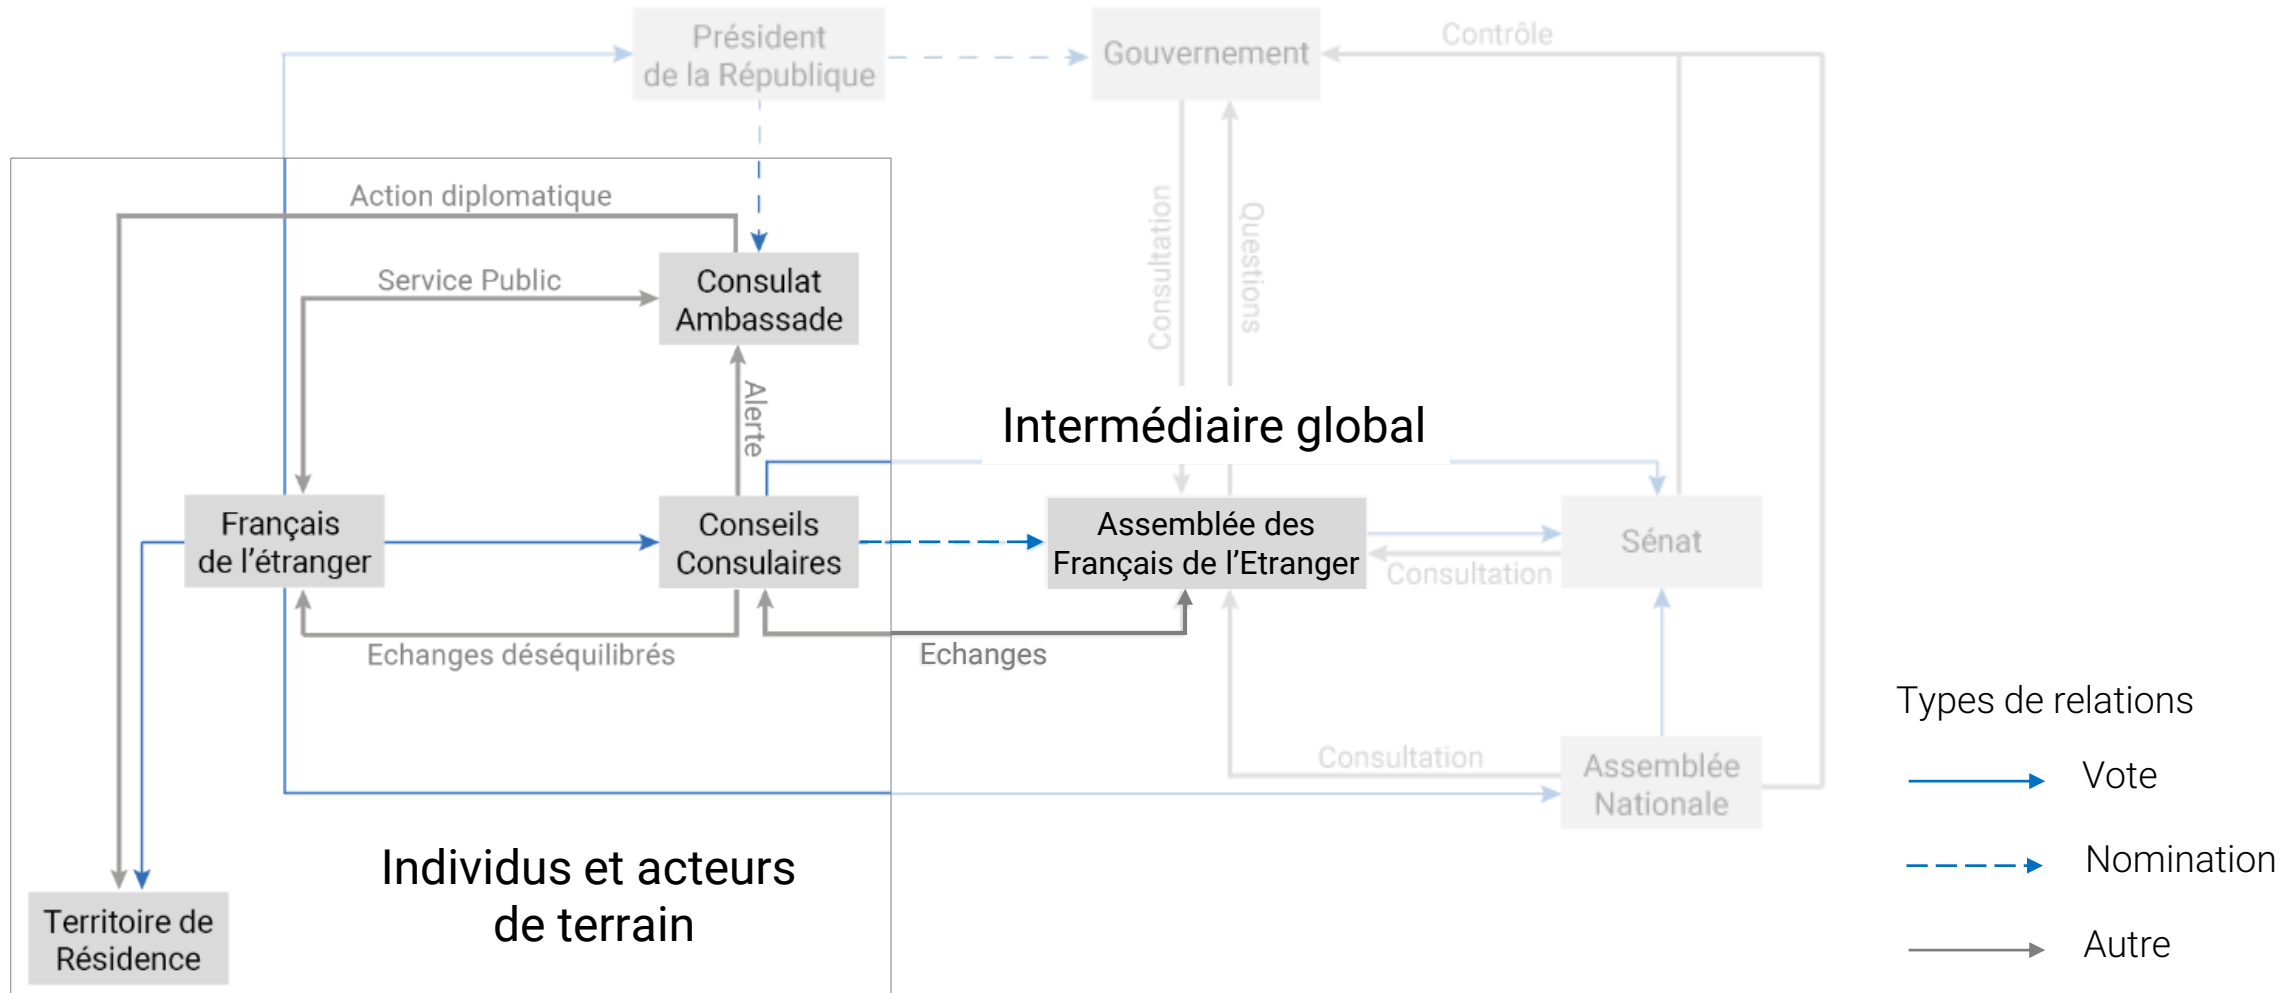 Président
de la République
Gouvernement
Contrôle
Action diplomatique
Service Public
Consulat
Ambassade
Consultation
Questions
Alerte
Intermédiaire global
Français
de l’étranger
Conseils
Consulaires
Assemblée des
Français de l’Etranger
Sénat
Consultation
Echanges déséquilibrés
Echanges
Consultation
Assemblée
Nationale
Individus et acteurs
de terrain
Territoire de
Résidence
Types de relations
Vote
Nomination
Autre